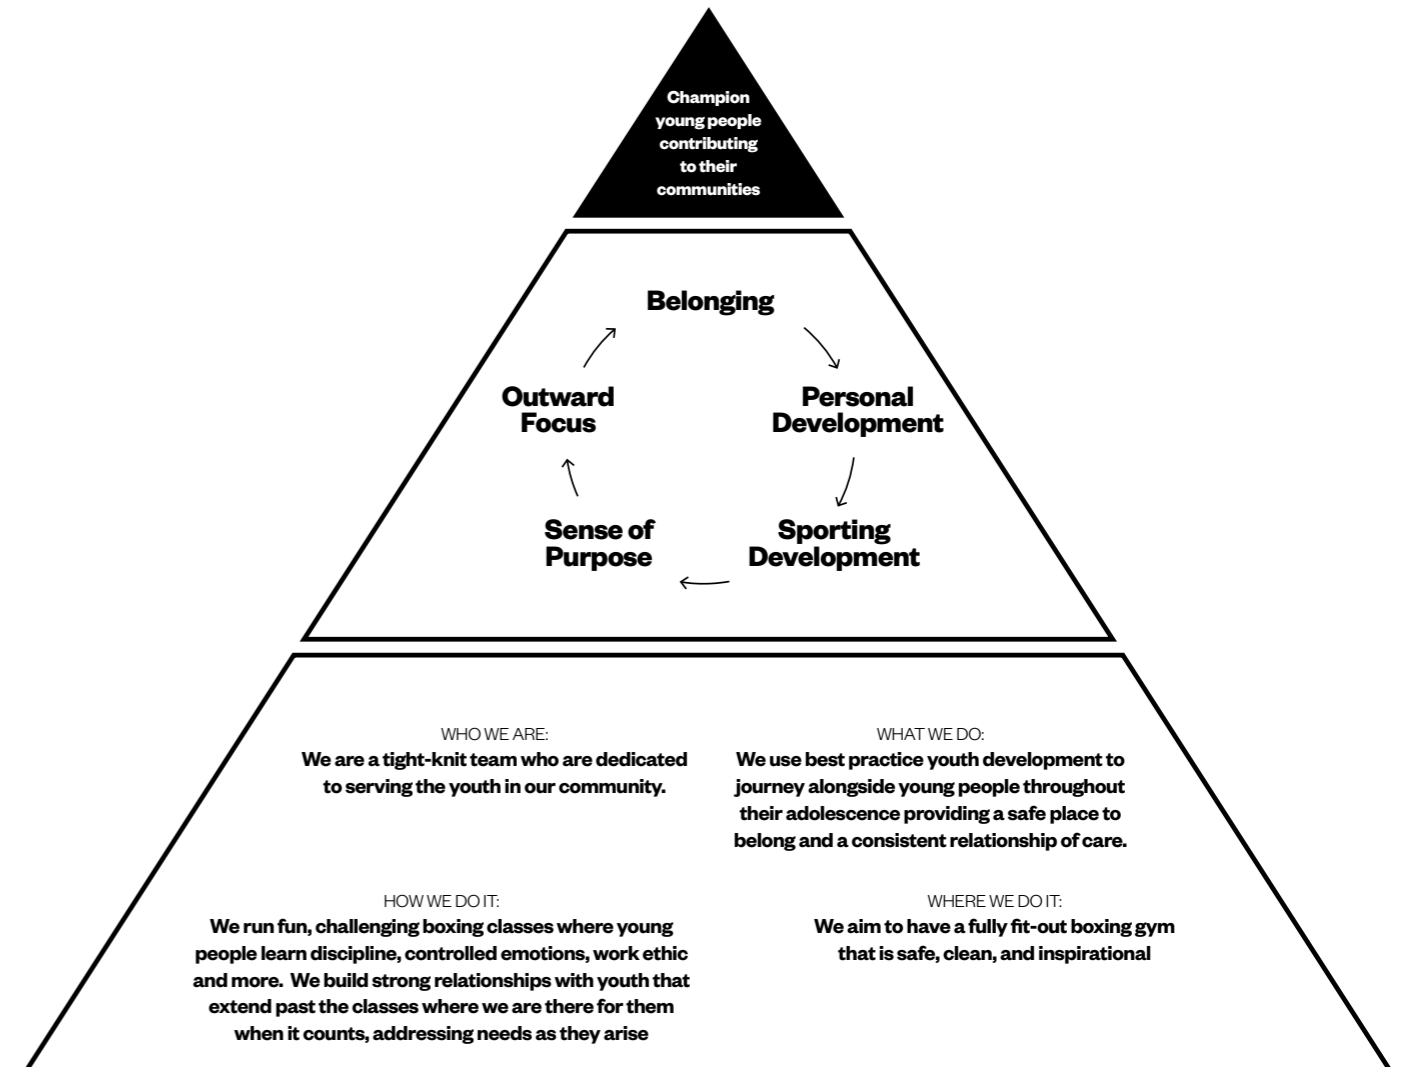 Champion
young people
contributing
to their
communities
Belonging
Personal
Development
Sporting
Development
Sense of
Purpose
Outward
Focus
WHO WE ARE:
We are a tight-knit team who are dedicated
to serving the youth in our community.
WHAT WE DO:
We use best practice youth development to
journey alongside young people throughout
their adolescence providing a safe place to
belong and a consistent relationship of care.
HOW WE DO IT:
We run fun, challenging boxing classes where young
people learn discipline, controlled emotions, work ethic
and more.  We build strong relationships with youth that
extend past the classes where we are there for them
when it counts, addressing needs as they arise
WHERE WE DO IT:
We aim to have a fully fit-out boxing gym
that is safe, clean, and inspirational